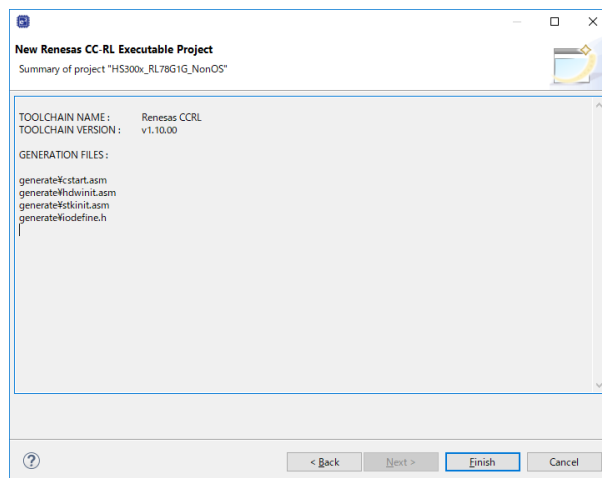 New Renesas CC-RL Executable Project
Summary of project "HS300x_RL78G1G_NonOS"
TOOLCHAIN NAME : Renesas CCRL
TOOLCHAIN VERSION : v1.10.00
GENERATION FILES :
generate¥cstart.asm
generate¥hdwinit.asm
generate¥stkinit.asm
generate¥iodefine.h
< Back Next > Finish Cancel